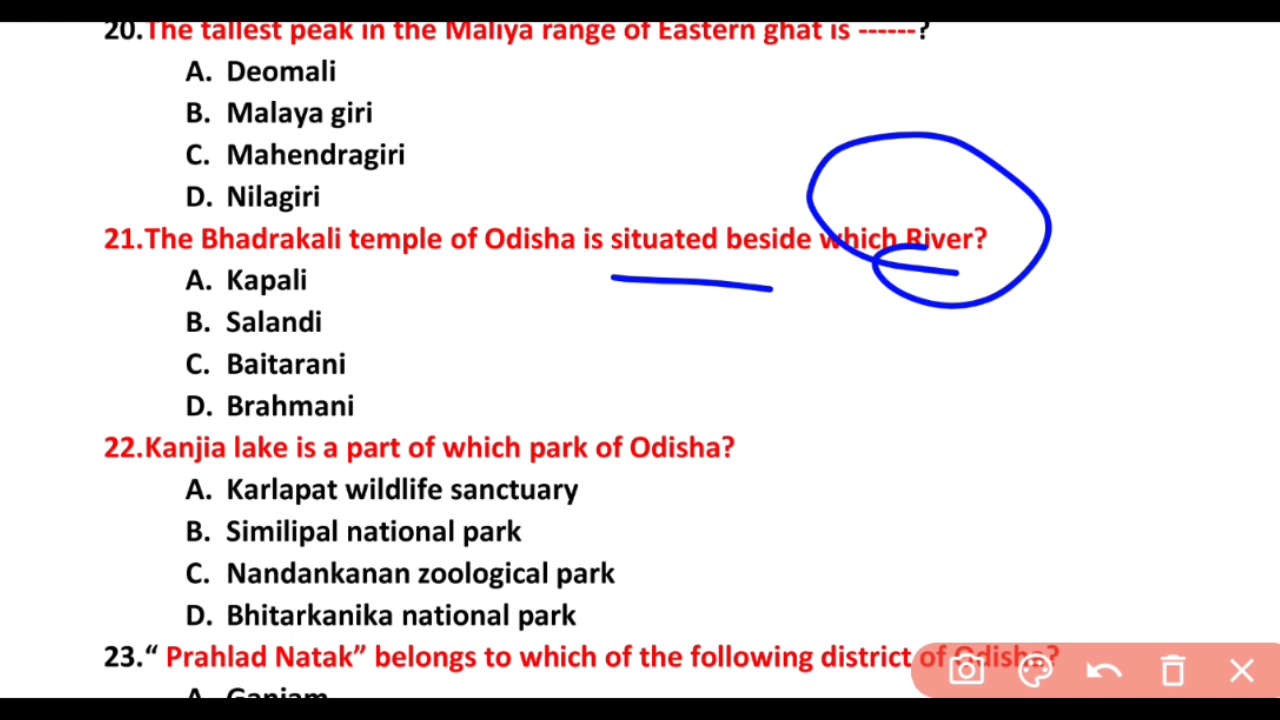 20.The tallest peak in the Maliya range of Eastern ghat is ------?
A. Deomali
B. Malaya giri
C. Mahendragiri
D. Nilagiri
21.The Bhadrakali temple of Odisha is situated beside which River?
A. Kapali
B. Salandi
C. Baitarani
D. Brahmani
22.Kanjia lake is a part of which park of Odisha?
A. Karlapat wildlife sanctuary
B. Similipal national park
C. Nandankanan zoological park
D. Bhitarkanika national park
23.“ Prahlad Natak” belongs to which of the following district of Odisha?
A. Ganjam